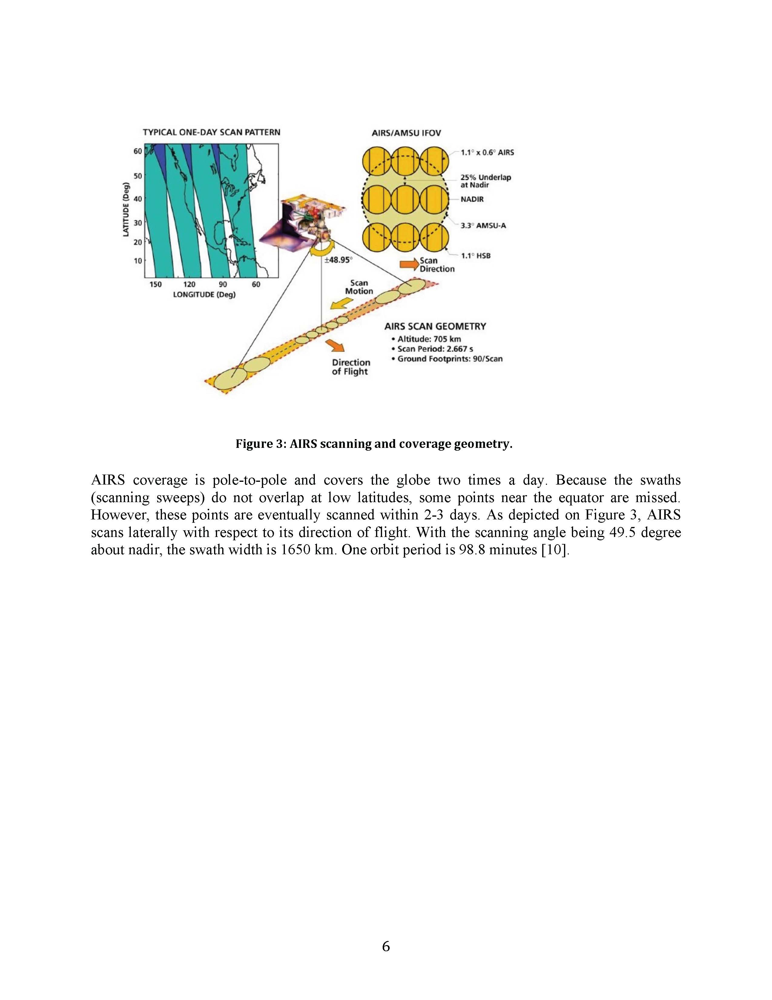 TYPICAL ONE-DAY SCAN PATTERN
LATITUDE (Deg)
60
50
40
30
20
10
150 120 90 60
LONGITUDE (Deg)
±48.95°
AIRS/AMSU IFOV
1.1° x 0.6° AIRS
25% Underlap
at Nadir
NADIR
3.3° AMSU-A
1.1° HSB
Scan
Direction
Scan
Motion
Direction
of Flight
AIRS SCAN GEOMETRY
• Altitude: 705 km
• Scan Period: 2.667 s
• Ground Footprints: 90/Scan
Figure 3: AIRS scanning and coverage geometry.
AIRS coverage is pole-to-pole and covers the globe two times a day. Because the swaths
(scanning sweeps) do not overlap at low latitudes, some points near the equator are missed.
However, these points are eventually scanned within 2-3 days. As depicted on Figure 3, AIRS
scans laterally with respect to its direction of flight. With the scanning angle being 49.5 degree
about nadir, the swath width is 1650 km. One orbit period is 98.8 minutes [10].
6